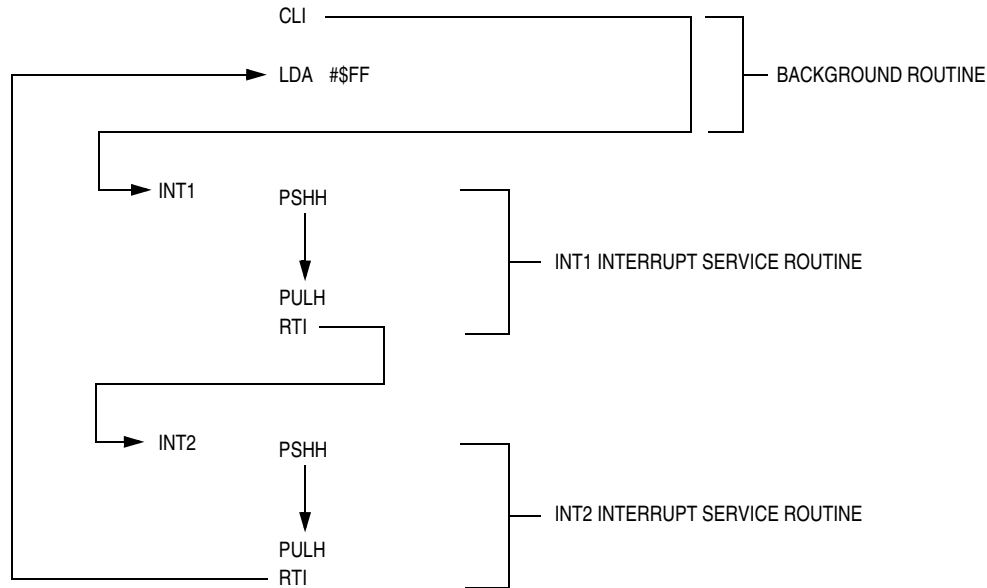 CLI
LDA #$FF
BACKGROUND ROUTINE
INT1
PSHH
INT1 INTERRUPT SERVICE ROUTINE
PULH
RTI
INT2
PSHH
INT2 INTERRUPT SERVICE ROUTINE
PULH
RTI